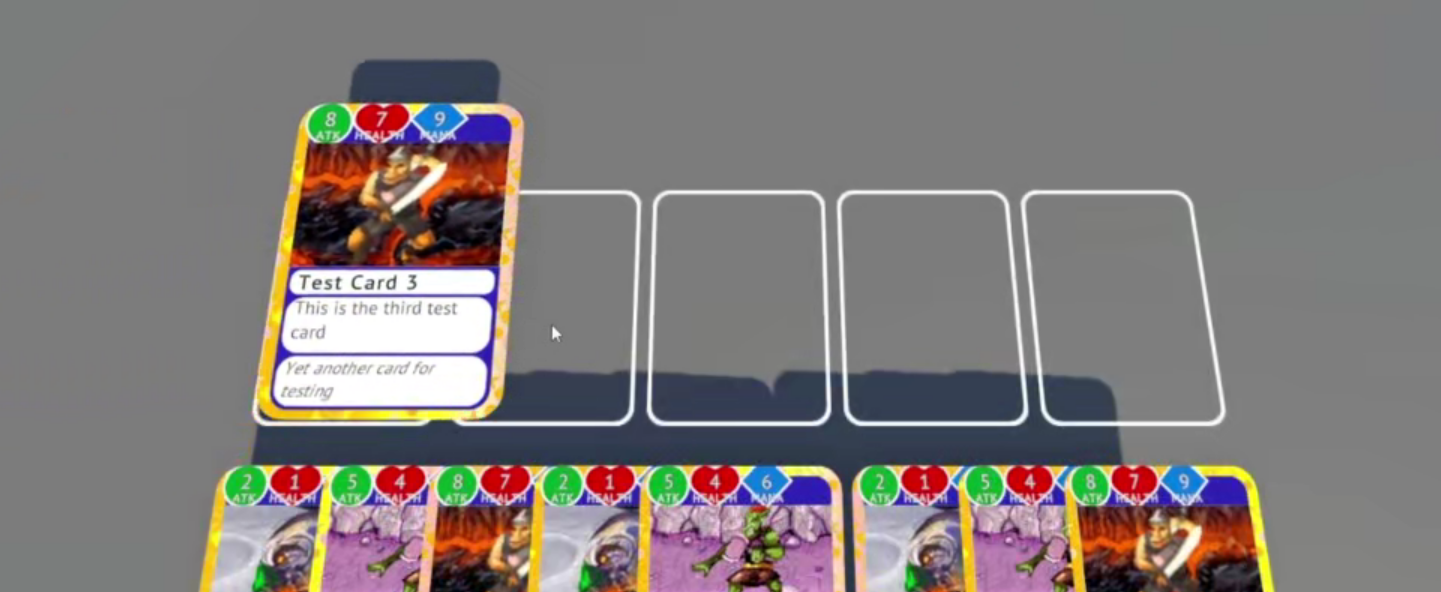 8 7 9
ATK HEALTH MANA
Test Card 3
This is the third test
card
Yet another card for
testing
2 1 5 4 8 7 2 1 5 4 6 2 1 5 4 8 7 9
ATK HEALTH ATK HEALTH ATK HEALTH ATK HEALTH ATK HEALTH MANA ATK HEALTH ATK HEALTH ATK HEALTH MANA